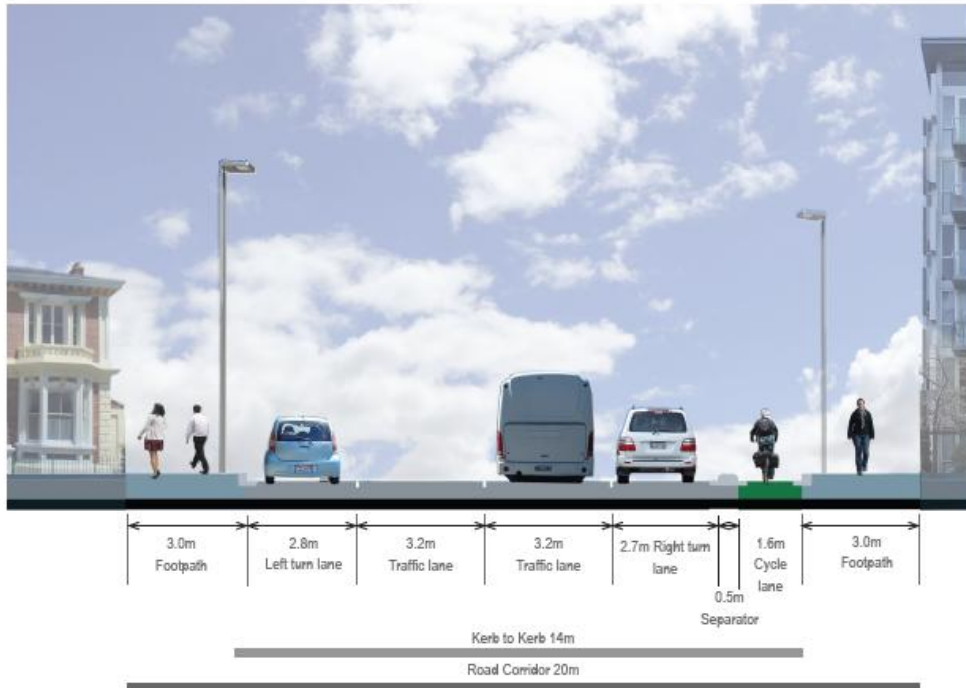 3.0m
Footpath
2.8m
Left turn lane
3.2m
Traffic lane
3.2m
Traffic lane
2.7m Right turn
lane
0.5m
Separator
1.6m
Cycle
lane
3.0m
Footpath
Kerb to Kerb 14m
Road Corridor 20m